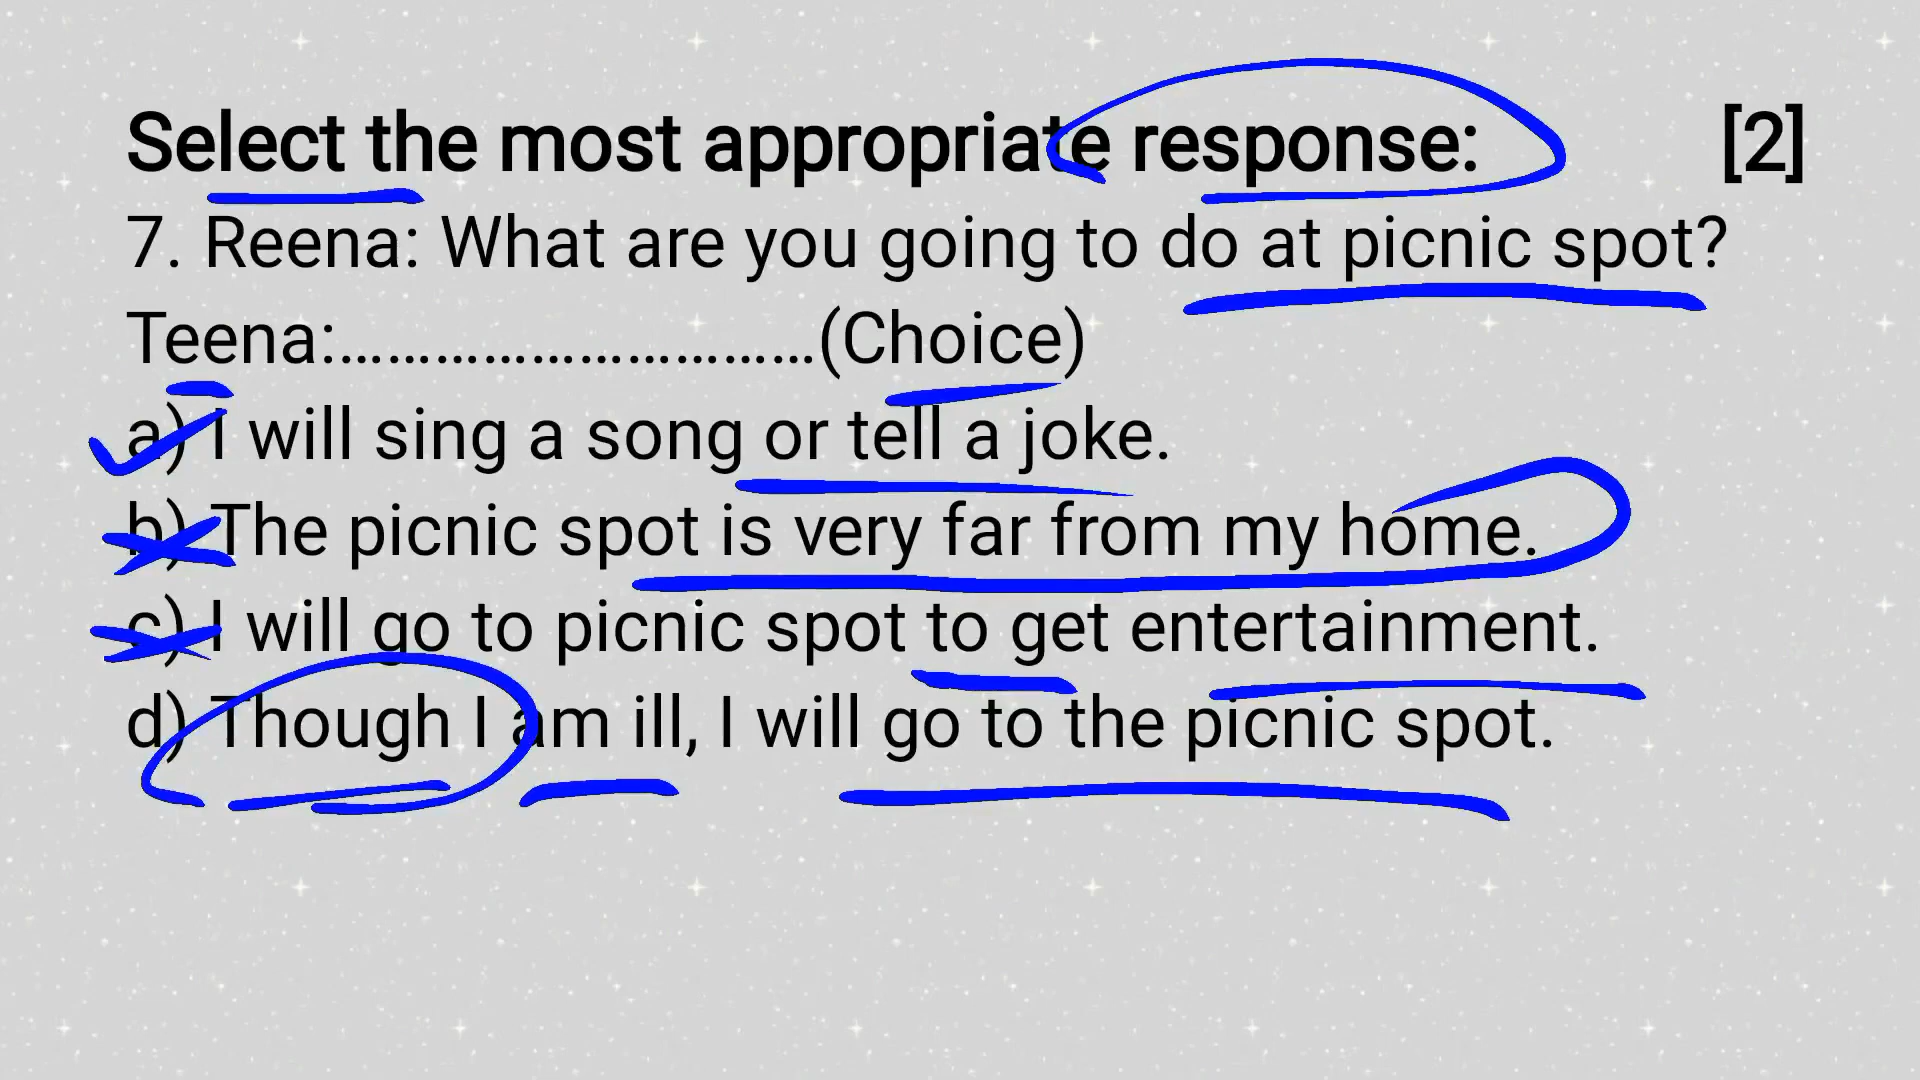 Select the most appropriate response: [2]
7. Reena: What are you going to do at picnic spot?
Teena:..............................(Choice)
a) I will sing a song or tell a joke.
b) The picnic spot is very far from my home.
c) I will go to picnic spot to get entertainment.
d) Though I am ill, I will go to the picnic spot.